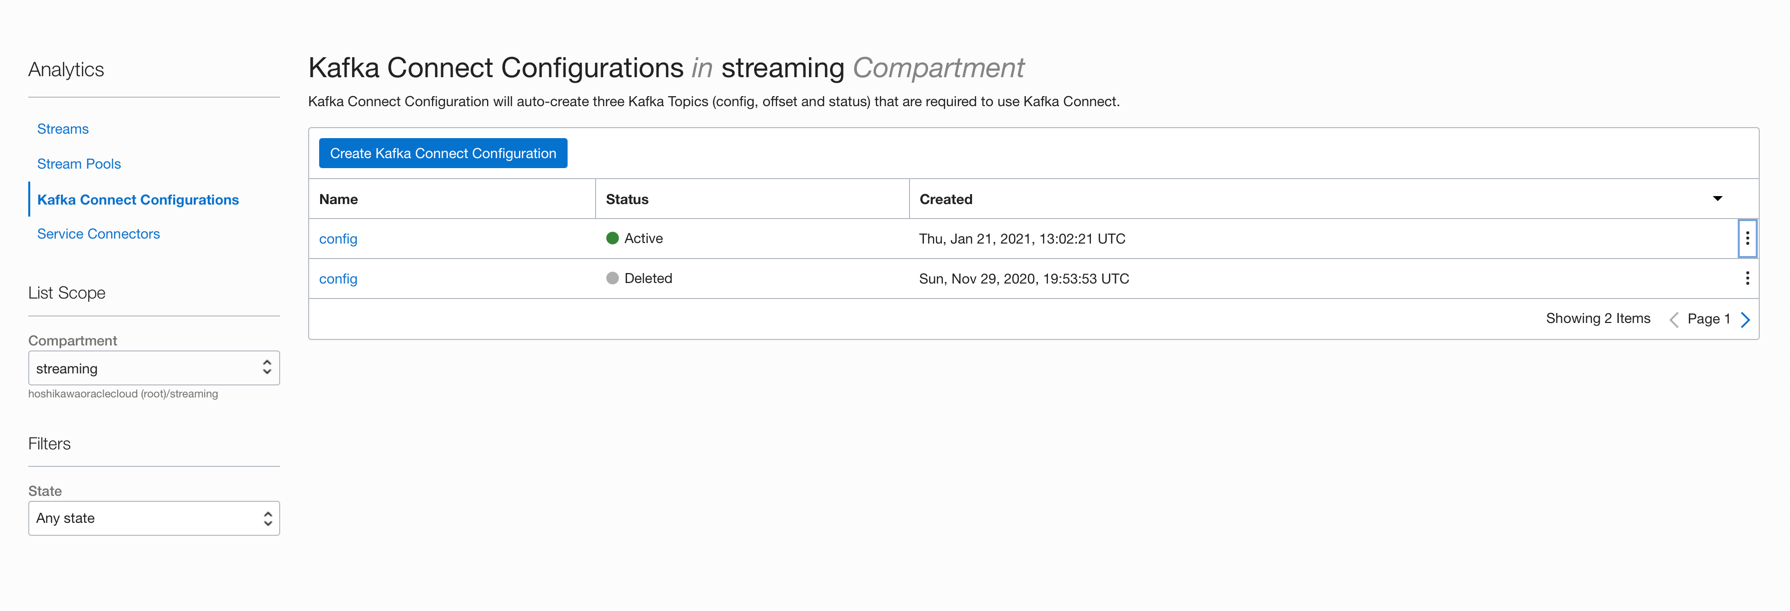 Analytics
Streams
Stream Pools
Kafka Connect Configurations
Service Connectors
List Scope
Compartment
streaming
hoshikawaoraclecloud (root)/streaming
Filters
State
Any state
Kafka Connect Configurations in streaming Compartment
Kafka Connect Configuration will auto-create three Kafka Topics (config, offset and status) that are required to use Kafka Connect.
Create Kafka Connect Configuration
Name Status Created
config Active Thu, Jan 21, 2021, 13:02:21 UTC
config Deleted Sun, Nov 29, 2020, 19:53:53 UTC
Showing 2 Items Page 1